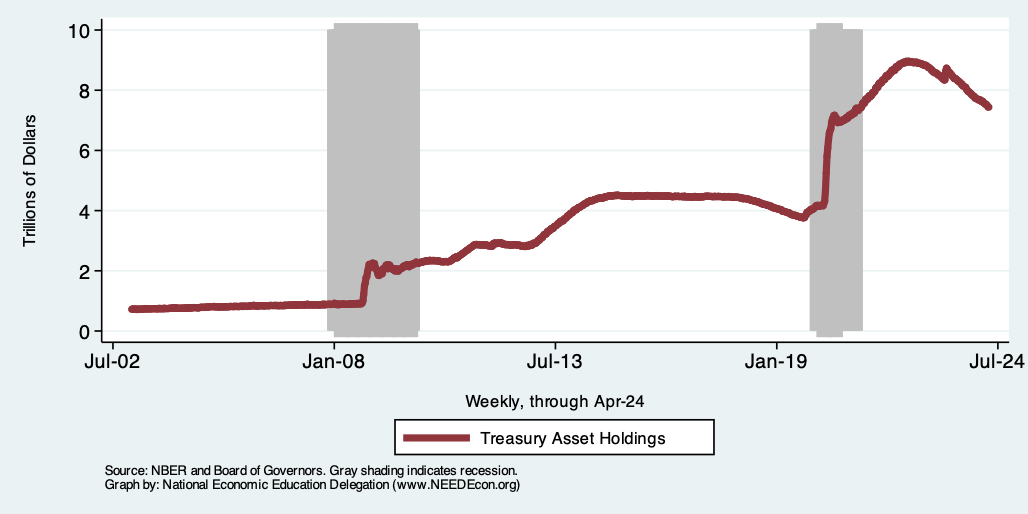 Trillions of Dollars
10
8
6
4
2
0
Jul-02 Jan-08 Jul-13 Jan-19 Jul-24
Weekly, through Apr-24
Treasury Asset Holdings
Source: NBER and Board of Governors. Gray shading indicates recession.
Graph by: National Economic Education Delegation (www.NEEDEcon.org)